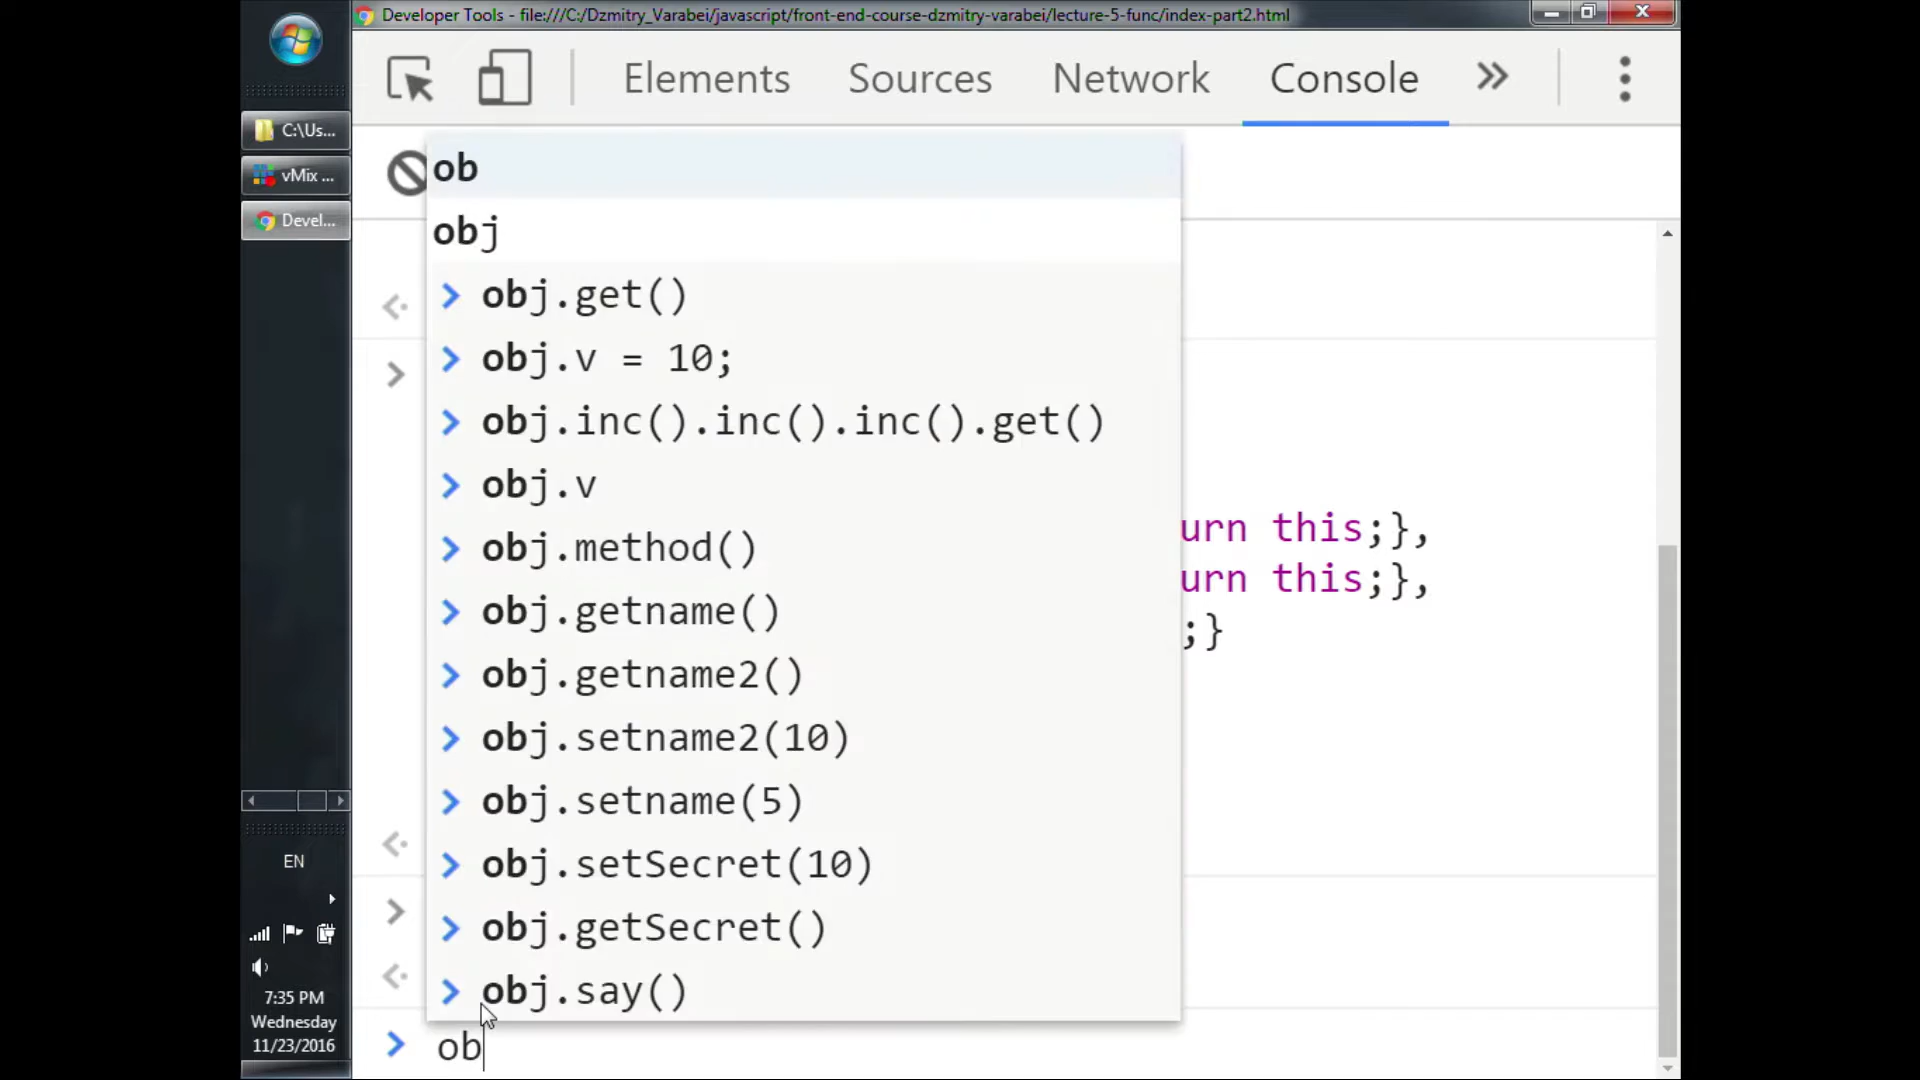 Developer Tools - file:///C:/Dzmitry_Varabei/javascript/front-end-course-dzmitry-varabei/lecture-5-func/index-part2.html
Elements Sources Network Console
C:\Us...
vMix ...
Devel...
ob
obj
obj.get()
obj.v = 10;
obj.inc().inc().inc().get()
obj.v
urn this;},
obj.method()
urn this;},
obj.getname()
;}
obj.getname2()
obj.setname2(10)
obj.setname(5)
obj.setSecret(10)
obj.getSecret()
obj.say()
ob
EN
7:35 PM
Wednesday
11/23/2016